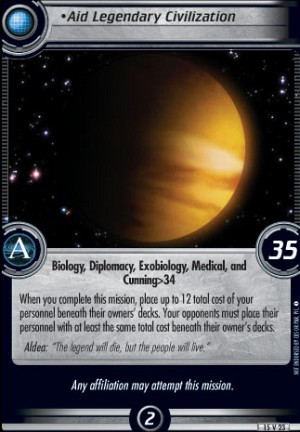 •Aid Legendary Civilization
A
35
Biology, Diplomacy, Exobiology, Medical, and
Cunning>34
When you complete this mission, place up to 12 total cost of your
personnel beneath their owners' decks. Your opponents must place their
personnel with at least the same total cost beneath their owner's decks.
Aldea: "The legend will die, but the people will live."
Any affiliation may attempt this mission.
2